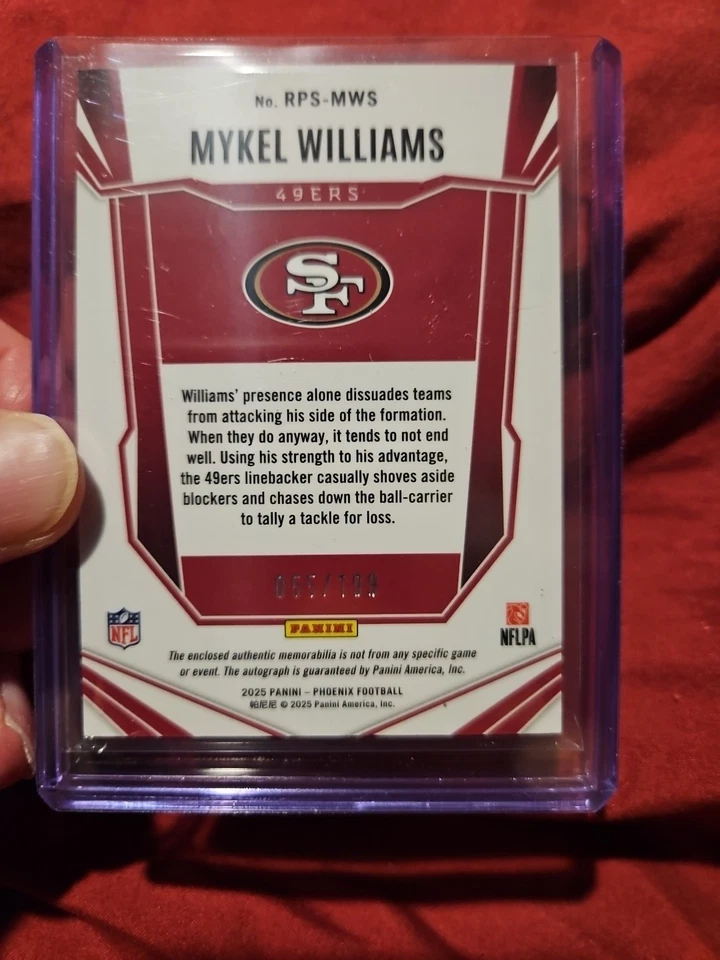 No. RPS-MWS
MYKEL WILLIAMS
49ERS
SF
Williams' presence alone dissuades teams
from attacking his side of the formation.
When they do anyway, it tends to not end
well. Using his strength to his advantage,
the 49ers linebacker casually shoves aside
blockers and chases down the ball-carrier
to tally a tackle for loss.
NFL
PANINI
NFLPA
The enclosed authentic memorabilia is not from any specific game
or event. The autograph is guaranteed by Panini America, Inc.
2025 PANINI – PHOENIX FOOTBALL
帕尼尼 © 2025 Panini America, Inc.